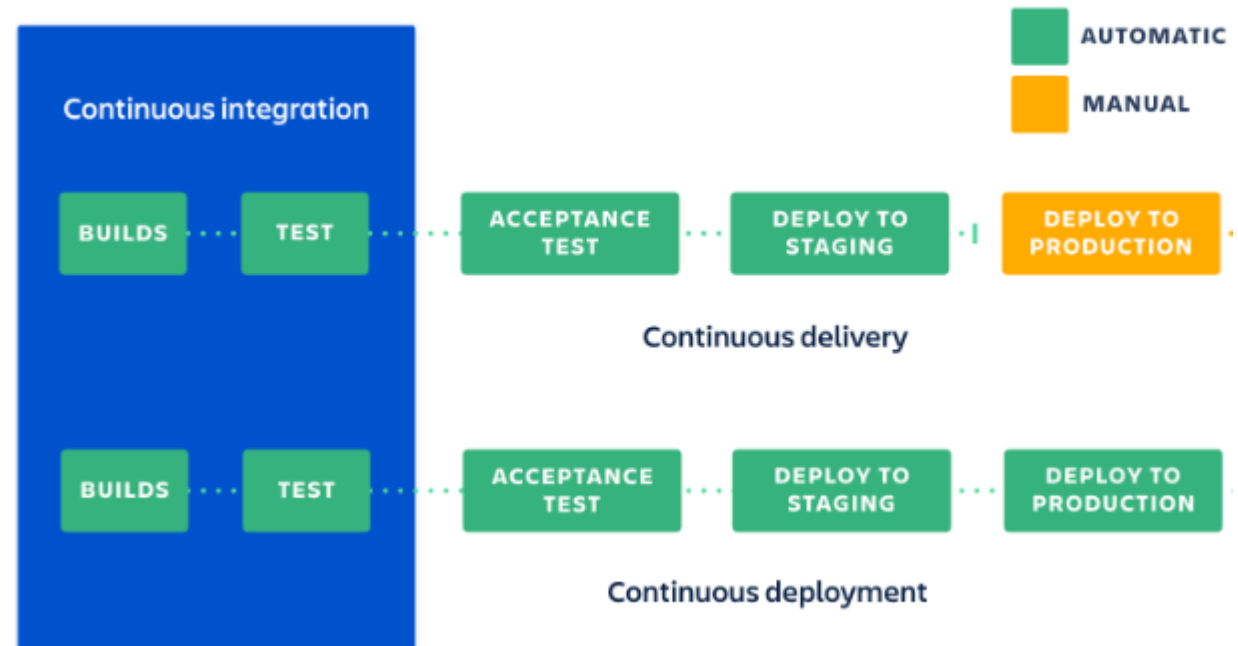 AUTOMATIC
MANUAL
Continuous integration
BUILDS
TEST
ACCEPTANCE
TEST
DEPLOY TO
STAGING
DEPLOY TO
PRODUCTION
Continuous delivery
BUILDS
TEST
ACCEPTANCE
TEST
DEPLOY TO
STAGING
DEPLOY TO
PRODUCTION
Continuous deployment